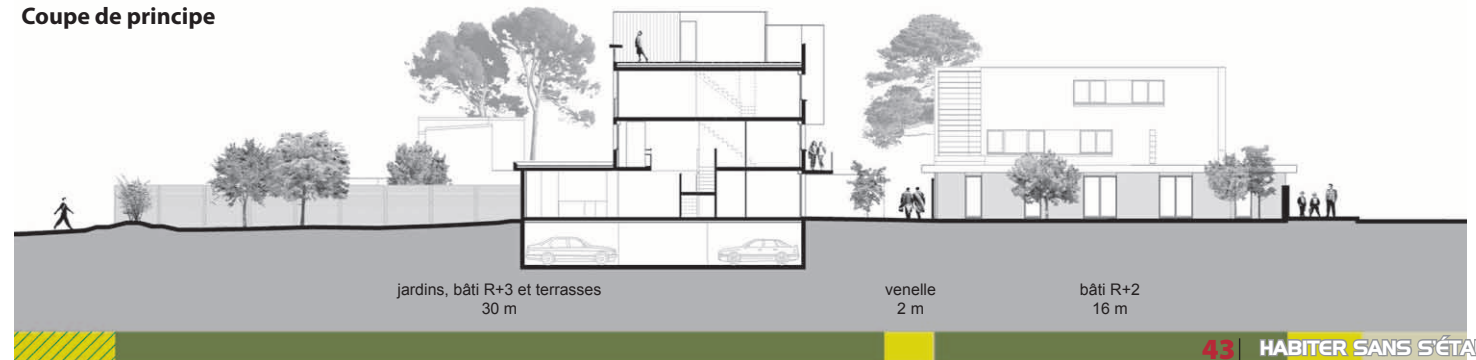 Coupe de principe
jardins, bâti R+3 et terrasses
30 m
venelle
2 m
bâti R+2
16 m
43 | HABITER SANS S'ÉTA